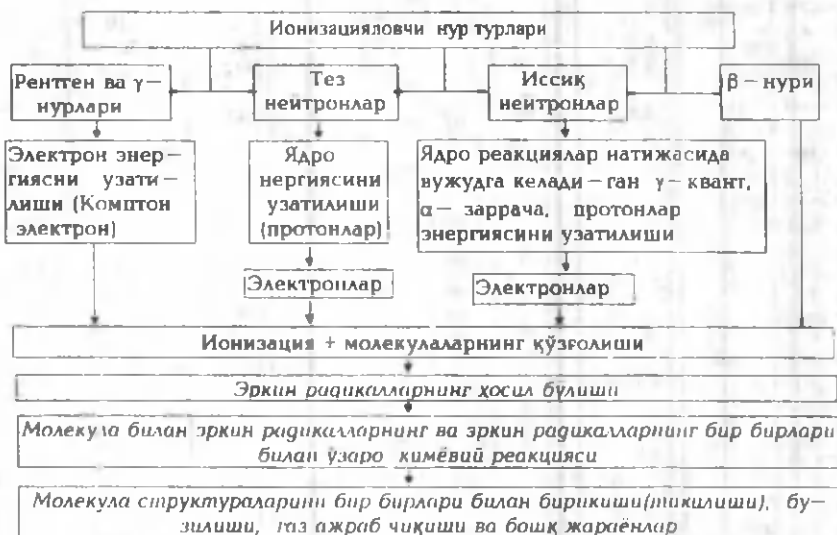 Ионизацияловчи нур турлари
Рентген ва γ–
нурлари
Тез
нейтронлар
Иссиқ
нейтронлар
β – нури
Электрон энер–
гиясни узати–
лиши (Комптон
электрон)
Ядро
нергиясини
узатилиши
(протонлар)
Ядро реакциялар натижасида
вужудга келади–ган γ–квант,
α– заррача, протонлар
энергиясини узатилиши
Электронлар
Электронлар
Ионизация + молекулаларнинг қўзғолиши
Эркин радикалларнинг ҳосил бўлиши
Молекула билан эркин радикалларнинг ва эркин радикалларнинг бир бирлари
билан ўзаро кимёвий реакцияси
Молекула структураларини бир бирлари билан бирикиши(тикилиши), бу–
зилиши, газ ажраб чиқиши ва бошқ жараёнлар